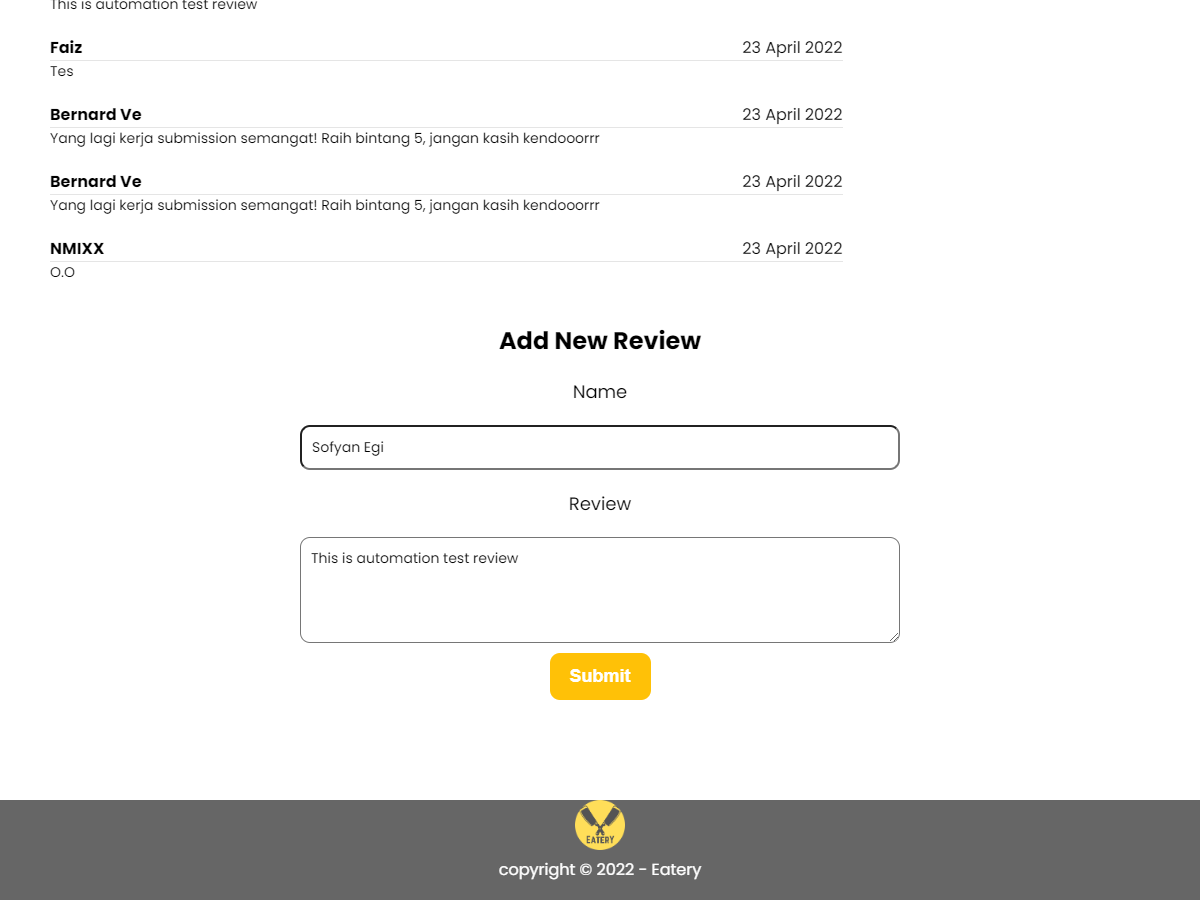 This is automation test review
Faiz 23 April 2022
Tes
Bernard Ve 23 April 2022
Yang lagi kerja submission semangat! Raih bintang 5, jangan kasih kendooorrr
Bernard Ve 23 April 2022
Yang lagi kerja submission semangat! Raih bintang 5, jangan kasih kendooorrr
NMIXX 23 April 2022
O.O
Add New Review
Name
Sofyan Egi
Review
This is automation test review
Submit
EATERY
copyright © 2022 - Eatery